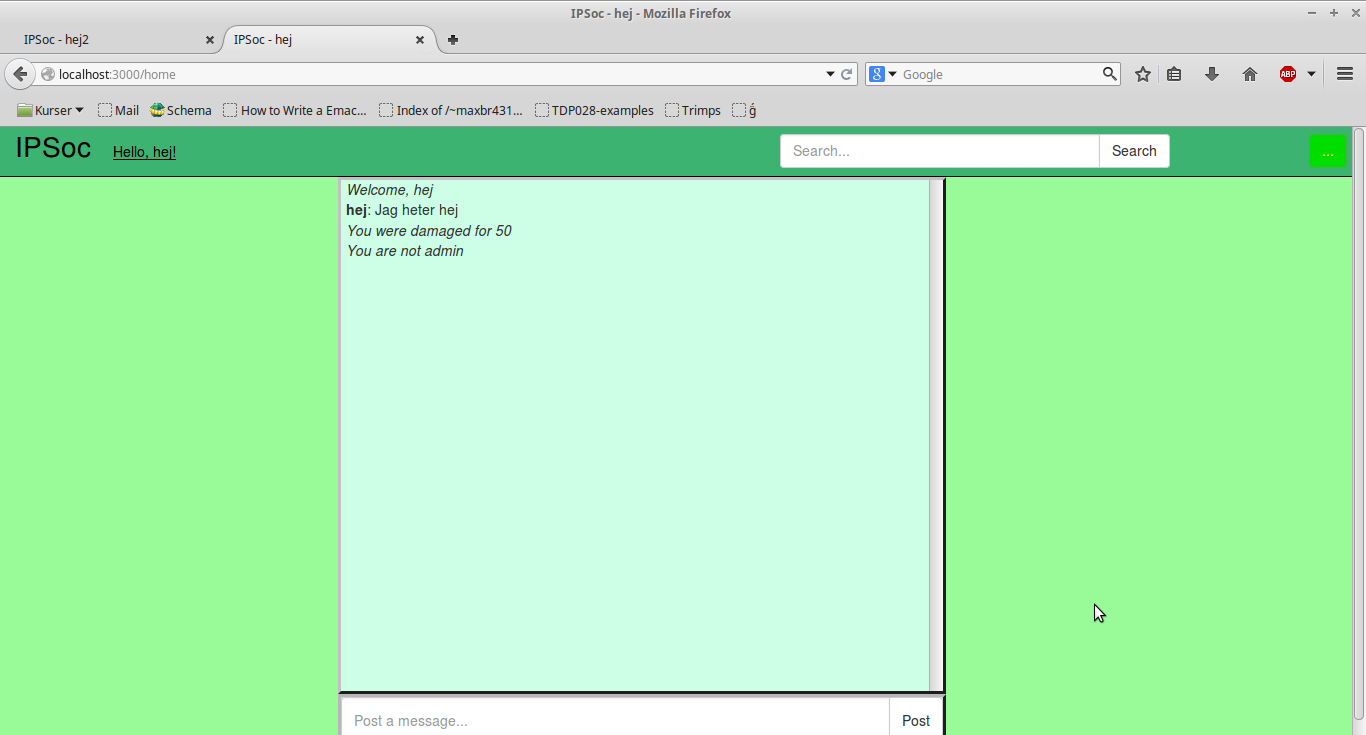 IPSoc - hej - Mozilla Firefox
IPSoc - hej2 IPSoc - hej
localhost:3000/home Google ABP
Kurser Mail Schema How to Write a Emac... Index of /~maxbr431... TDP028-examples Trimps ǵ
IPSoc Hello, hej! Search... Search ...
Welcome, hej
hej: Jag heter hej
You were damaged for 50
You are not admin
Post a message... Post